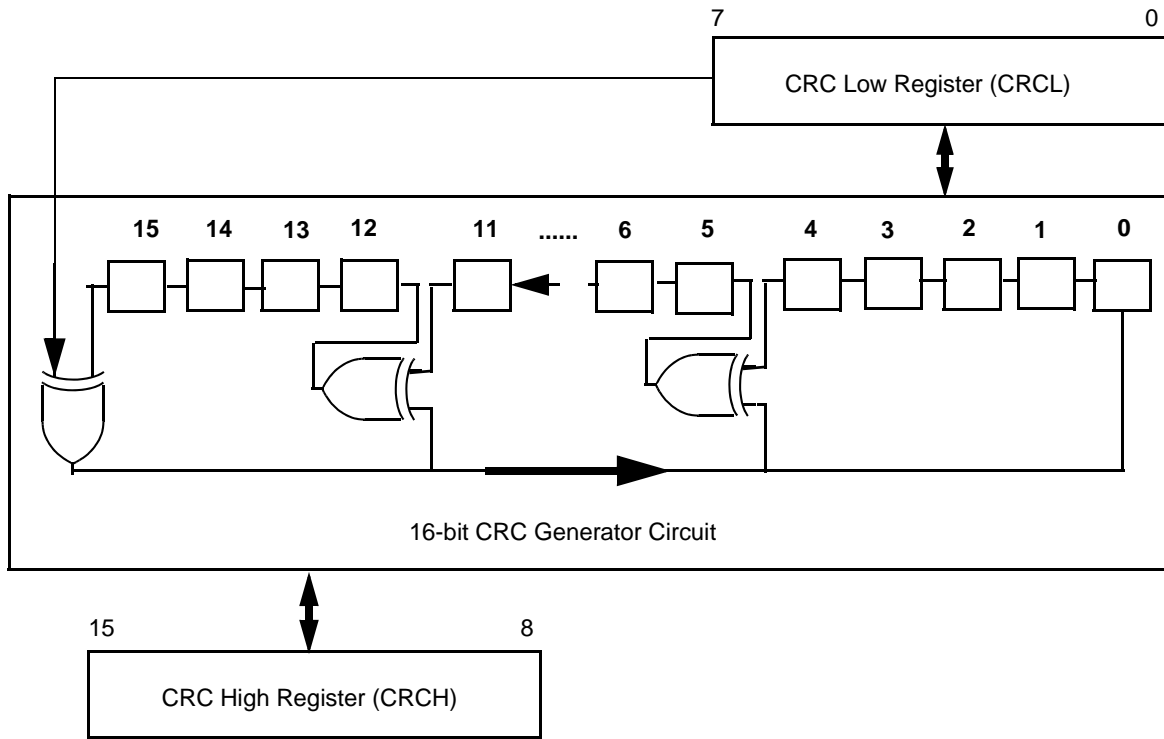 7 0
CRC Low Register (CRCL)
15 14 13 12 11 ...... 6 5 4 3 2 1 0
16-bit CRC Generator Circuit
15 8
CRC High Register (CRCH)